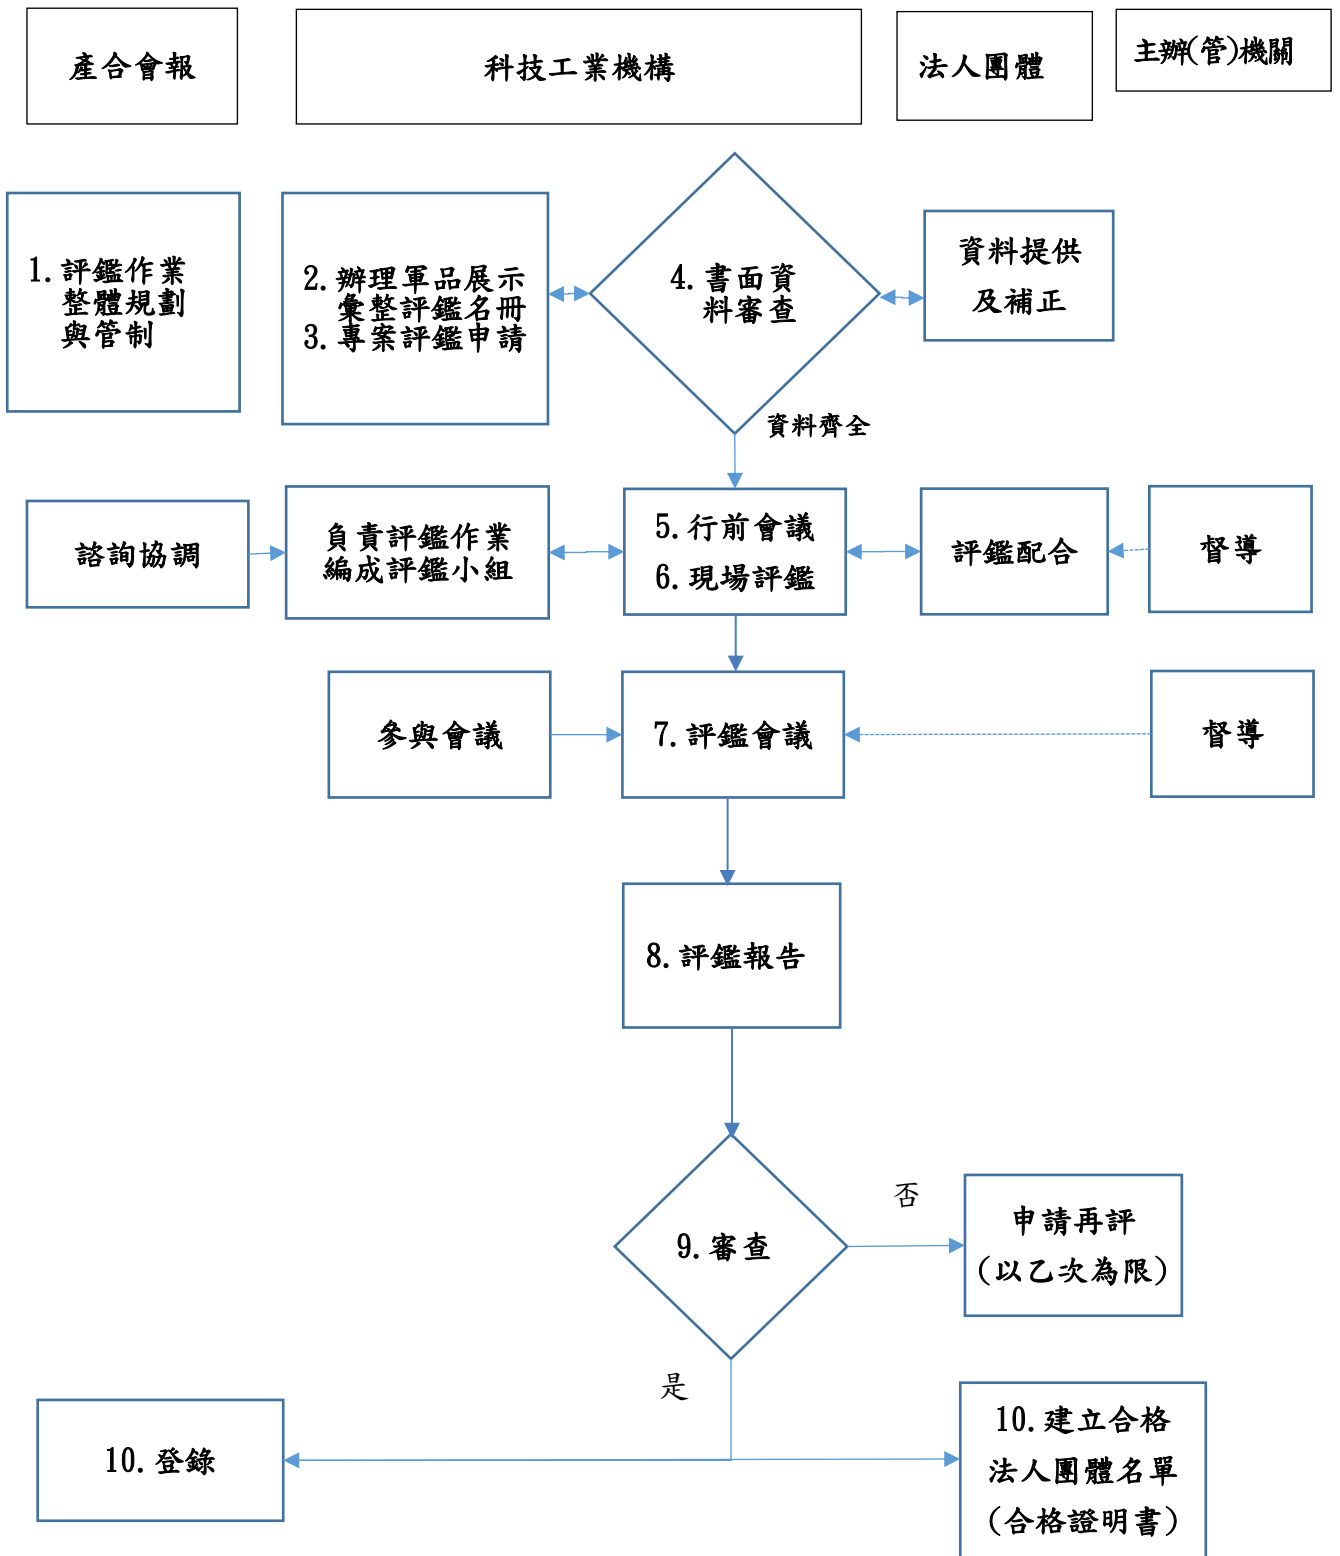 產合會報
科技工業機構
法人團體
主辦(管)機關
1.評鑑作業
整體規劃
與管制
2.辦理軍品展示
彙整評鑑名冊
3.專案評鑑申請
4.書面資
料審查
資料提供
及補正
資料齊全
諮詢協調
負責評鑑作業
編成評鑑小組
5.行前會議
6.現場評鑑
評鑑配合
督導
參與會議
7.評鑑會議
督導
8.評鑑報告
9.審查
否
申請再評
(以乙次為限)
是
10.登錄
10.建立合格
法人團體名單
(合格證明書)